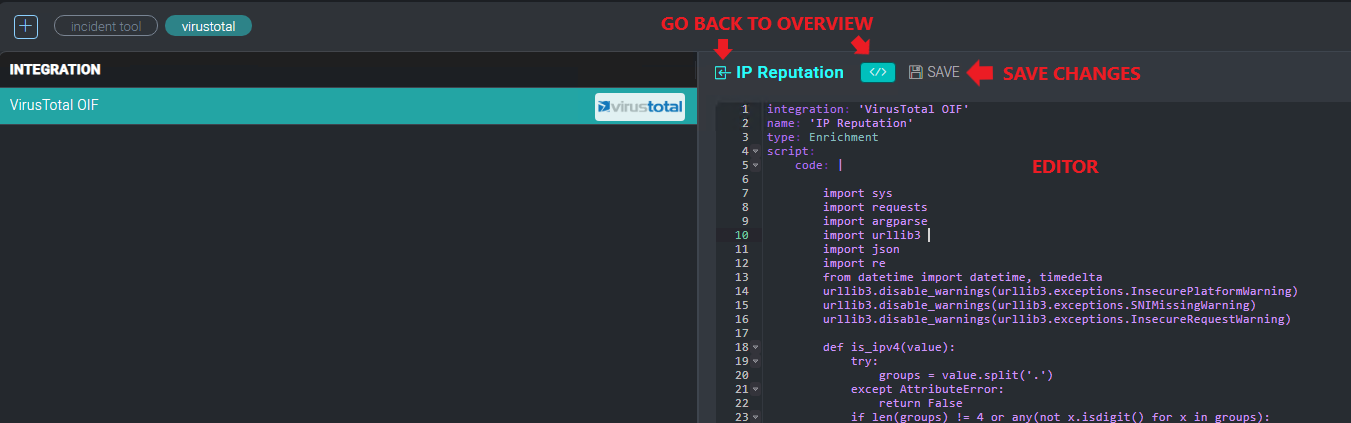 GO BACK TO OVERVIEW
+ incident tool virustotal
INTEGRATION
IP Reputation </> SAVE SAVE CHANGES
VirusTotal OIF virustotal
EDITOR
1 integration: 'VirusTotal OIF'
2 name: 'IP Reputation'
3 type: Enrichment
4 script:
5 code: |
6
7 import sys
8 import requests
9 import argparse
10 import urllib3
11 import json
12 import re
13 from datetime import datetime, timedelta
14 urllib3.disable_warnings(urllib3.exceptions.InsecurePlatformWarning)
15 urllib3.disable_warnings(urllib3.exceptions.SNIMissingWarning)
16 urllib3.disable_warnings(urllib3.exceptions.InsecureRequestWarning)
17
18 def is_ipv4(value):
19 try:
20 groups = value.split('.')
21 except AttributeError:
22 return False
23 if len(groups) != 4 or any(not x.isdigit() for x in groups):